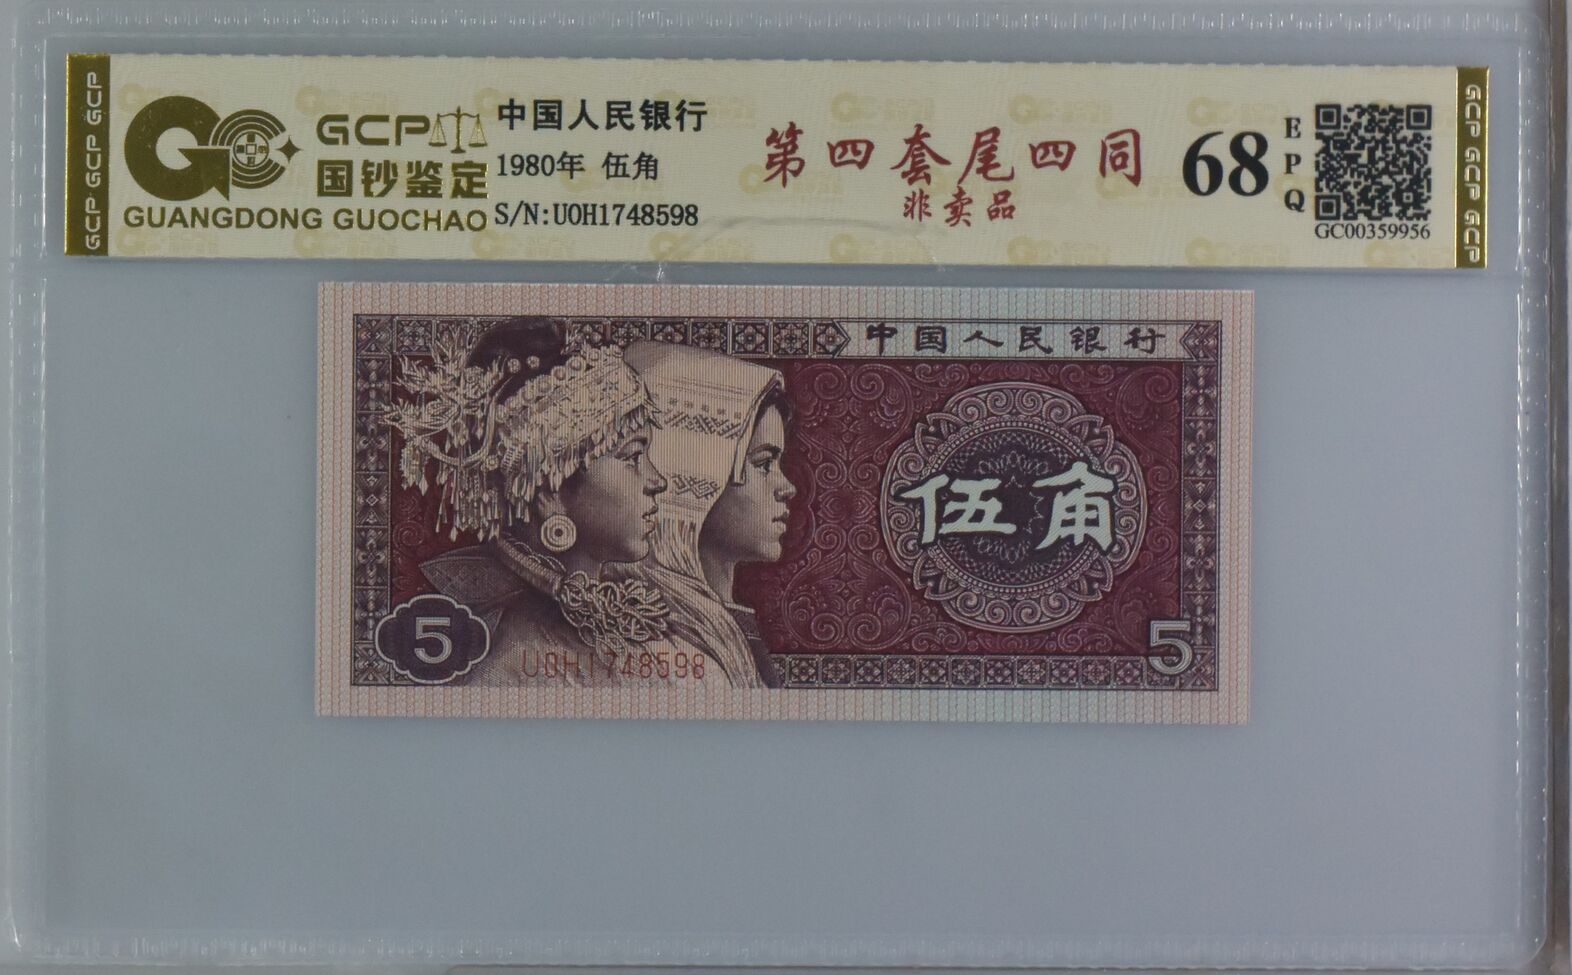 GCP GCP GCP
GCP
国钞鉴定
GUANGDONG GUOCHAO
中国人民银行
1980年 伍角
S/N:U0H1748598
第四套尾四同
非卖品
68
EPQ
GC00359956
GCP GCP GCP
中国人民银行
伍角
5
U0H1748598
5